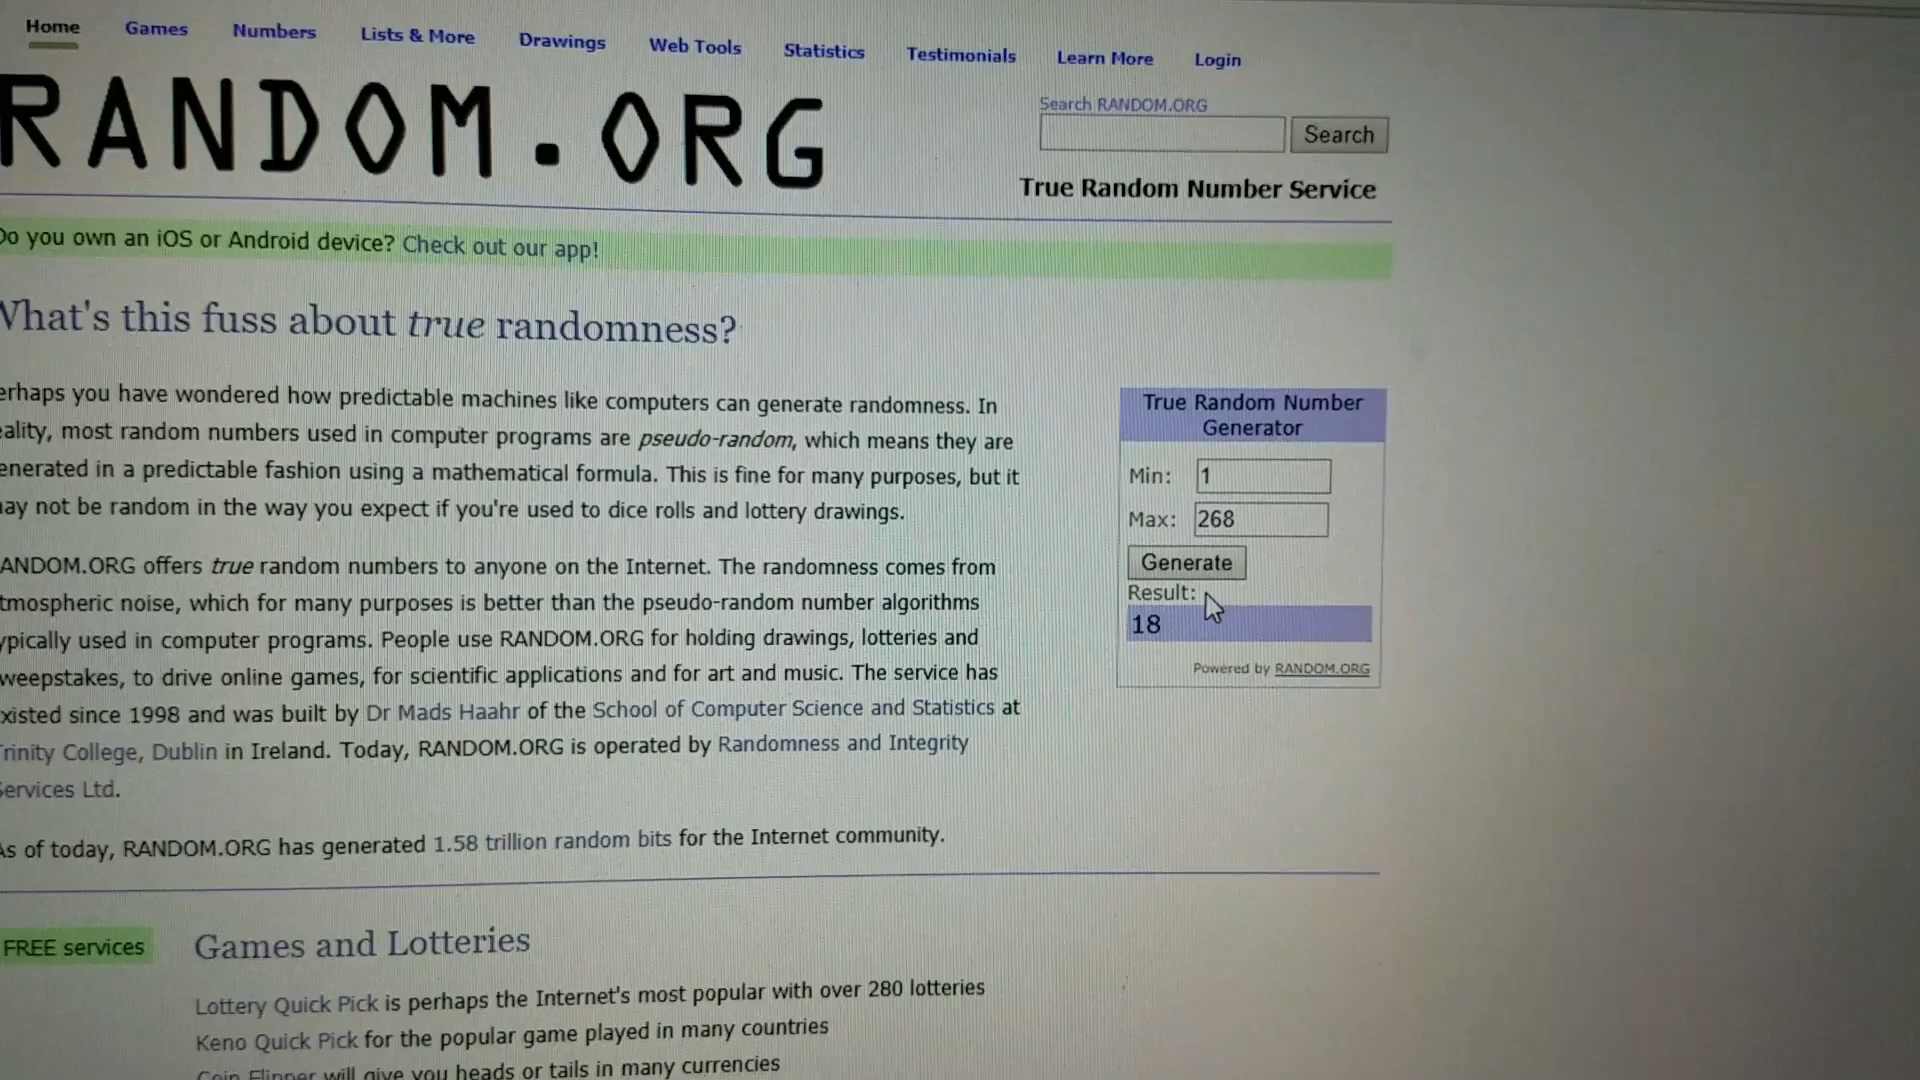 Home Games Numbers Lists & More Drawings Web Tools Statistics Testimonials Learn More Login
RANDOM.ORG
Search RANDOM.ORG
Search
True Random Number Service
Do you own an iOS or Android device? Check out our app!
What's this fuss about true randomness?
erhaps you have wondered how predictable machines like computers can generate randomness. In
ality, most random numbers used in computer programs are pseudo-random, which means they are
enerated in a predictable fashion using a mathematical formula. This is fine for many purposes, but it
ay not be random in the way you expect if you're used to dice rolls and lottery drawings.
ANDOM.ORG offers true random numbers to anyone on the Internet. The randomness comes from
tmospheric noise, which for many purposes is better than the pseudo-random number algorithms
ypically used in computer programs. People use RANDOM.ORG for holding drawings, lotteries and
weepstakes, to drive online games, for scientific applications and for art and music. The service has
xisted since 1998 and was built by Dr Mads Haahr of the School of Computer Science and Statistics at
Trinity College, Dublin in Ireland. Today, RANDOM.ORG is operated by Randomness and Integrity
Services Ltd.
As of today, RANDOM.ORG has generated 1.58 trillion random bits for the Internet community.
True Random Number
Generator
Min: 1
Max: 268
Generate
Result:
18
Powered by RANDOM.ORG
FREE services
Games and Lotteries
Lottery Quick Pick is perhaps the Internet's most popular with over 280 lotteries
Keno Quick Pick for the popular game played in many countries
Coin Flipper will give you heads or tails in many currencies